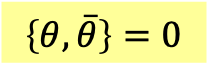 {θ, θ̄} = 0